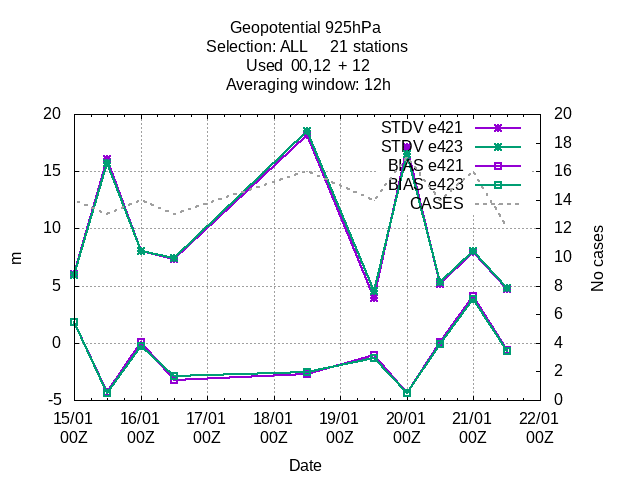 Geopotential 925hPa
Selection: ALL 21 stations
Used 00,12 + 12
Averaging window: 12h
20 20
STDV e421
18
STDV e423
15 16
BIAS e421
BIAS e423
14
CASES
12
10 10
8
5
6
0 4
2
-5 0
m
No cases
15/01 16/01 17/01 18/01 19/01 20/01 21/01 22/01
00Z 00Z 00Z 00Z 00Z 00Z 00Z 00Z
Date